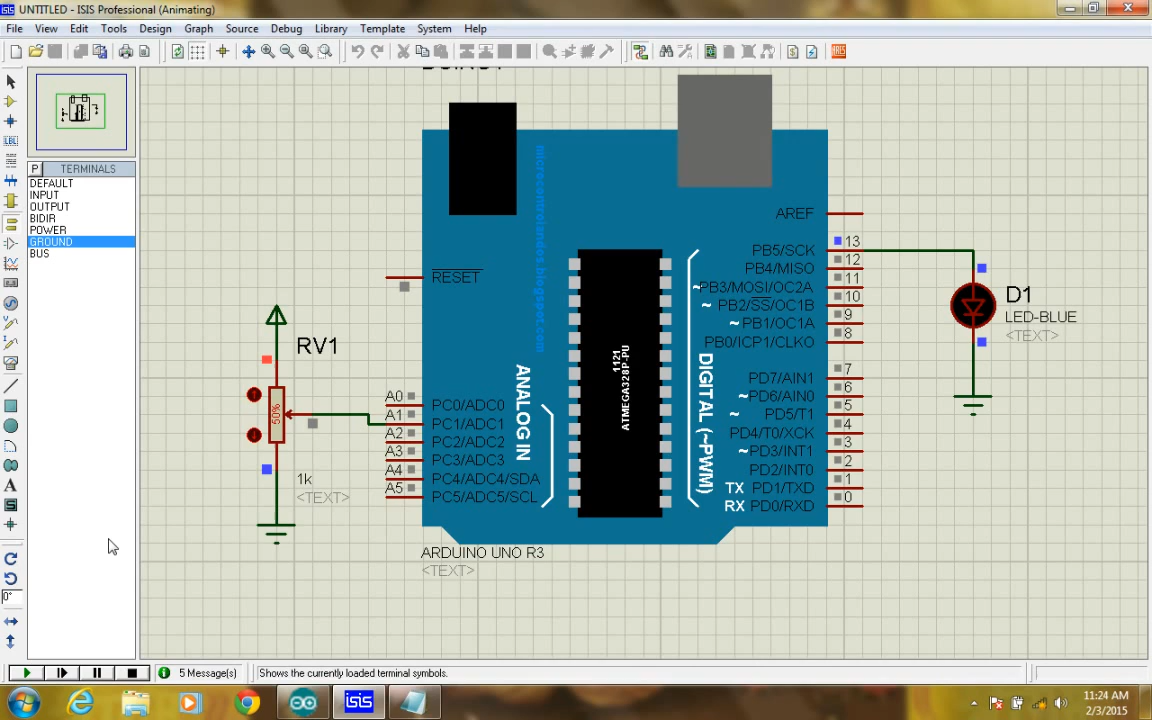 UNTITLED - ISIS Professional (Animating)
File View Edit Tools Design Graph Source Debug Library Template System Help
LBL
P TERMINALS
DEFAULT
INPUT
OUTPUT
BIDIR
POWER
GROUND
BUS
microcontrolandos.blogspot.com
AREF
RESET
PB5/SCK 13
PB4/MISO 12
~PB3/MOSI/OC2A 11
~ PB2/SS/OC1B 10
~ PB1/OC1A 9
PB0/ICP1/CLKO 8
PD7/AIN1 7
~ PD6/AIN0 6
~ PD5/T1 5
PD4/T0/XCK 4
~ PD3/INT1 3
PD2/INT0 2
TX PD1/TXD 1
RX PD0/RXD 0
DIGITAL (~PWM)
1121
ATMEGA328P-PU
ANALOG IN
A0 PC0/ADC0
A1 PC1/ADC1
A2 PC2/ADC2
A3 PC3/ADC3
A4 PC4/ADC4/SDA
A5 PC5/ADC5/SCL
RV1
50%
1k
<TEXT>
D1
LED-BLUE
<TEXT>
ARDUINO UNO R3
<TEXT>
0°
5 Message(s)
Shows the currently loaded terminal symbols.
isis
11:24 AM
2/3/2015